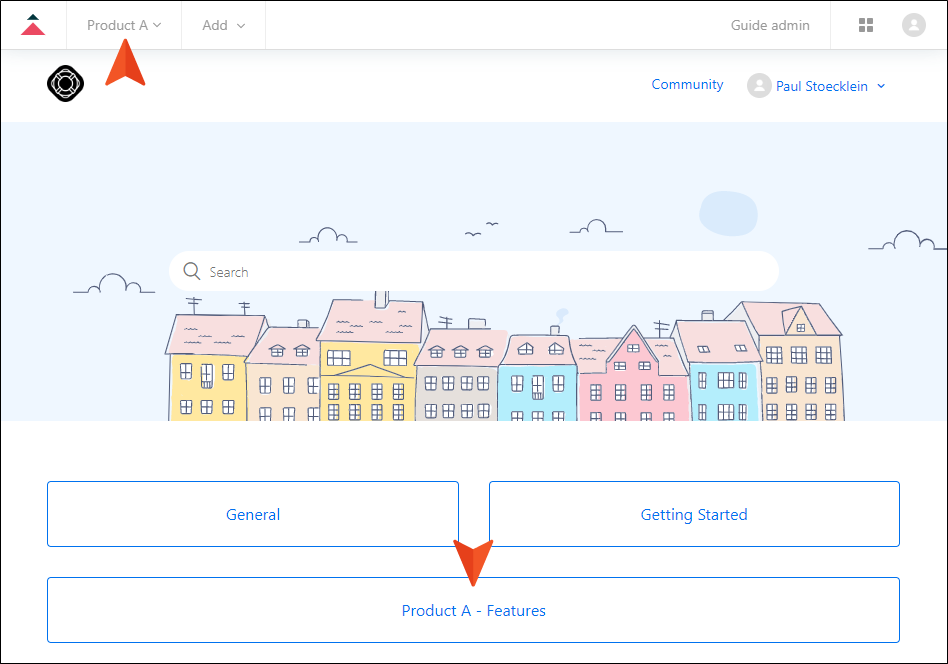 Product A
Add
Guide admin
Community
Paul Stoecklein
Search
General
Getting Started
Product A - Features